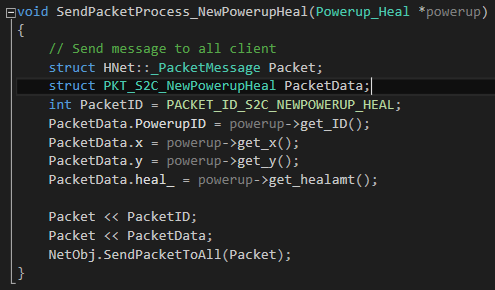 void SendPacketProcess_NewPowerupHeal(Powerup_Heal *powerup)
{
    // Send message to all client
    struct HNet::_PacketMessage Packet;
    struct PKT_S2C_NewPowerupHeal PacketData;
    int PacketID = PACKET_ID_S2C_NEWPOWERUP_HEAL;
    PacketData.PowerupID = powerup->get_ID();
    PacketData.x = powerup->get_x();
    PacketData.y = powerup->get_y();
    PacketData.heal_ = powerup->get_healamt();

    Packet << PacketID;
    Packet << PacketData;
    NetObj.SendPacketToAll(Packet);
}